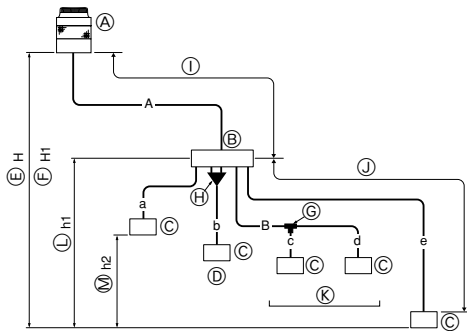 Ⓐ
Ⓘ
A
Ⓑ
Ⓔ H
Ⓕ H1
Ⓙ
Ⓗ
Ⓖ
a
Ⓛ h1
Ⓒ
b
B
c
d
e
Ⓜ h2
Ⓒ
Ⓒ
Ⓒ
Ⓓ
Ⓚ
Ⓒ